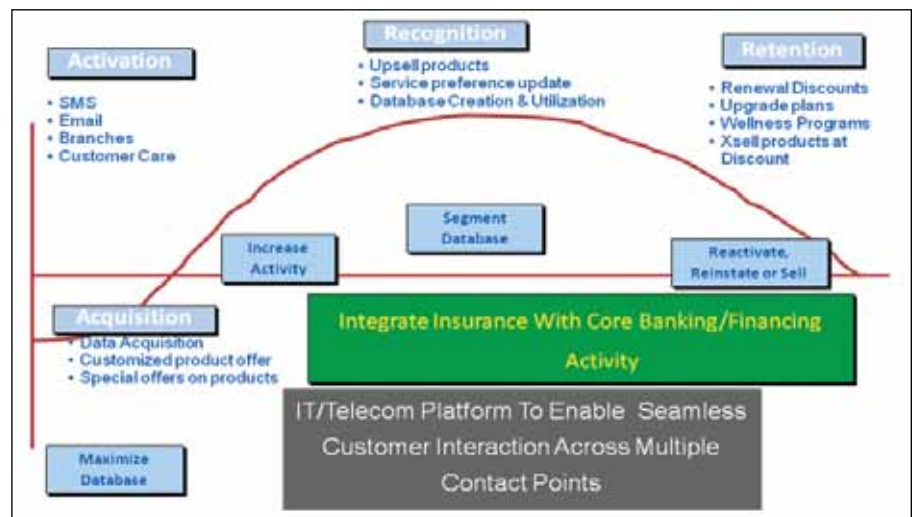 Activation
• SMS
• Email
• Branches
• Customer Care
Recognition
• Upsell products
• Service preference update
• Database Creation & Utilization
Retention
• Renewal Discounts
• Upgrade plans
• Wellness Programs
• Xsell products at
Discount
Segment
Database
Increase
Activity
Reactivate,
Reinstate or Sell
Acquisition
• Data Acquisition
• Customized product offer
• Special offers on products
Integrate Insurance With Core Banking/Financing
Activity
IT/Telecom Platform To Enable Seamless
Customer Interaction Across Multiple
Contact Points
Maximize
Database